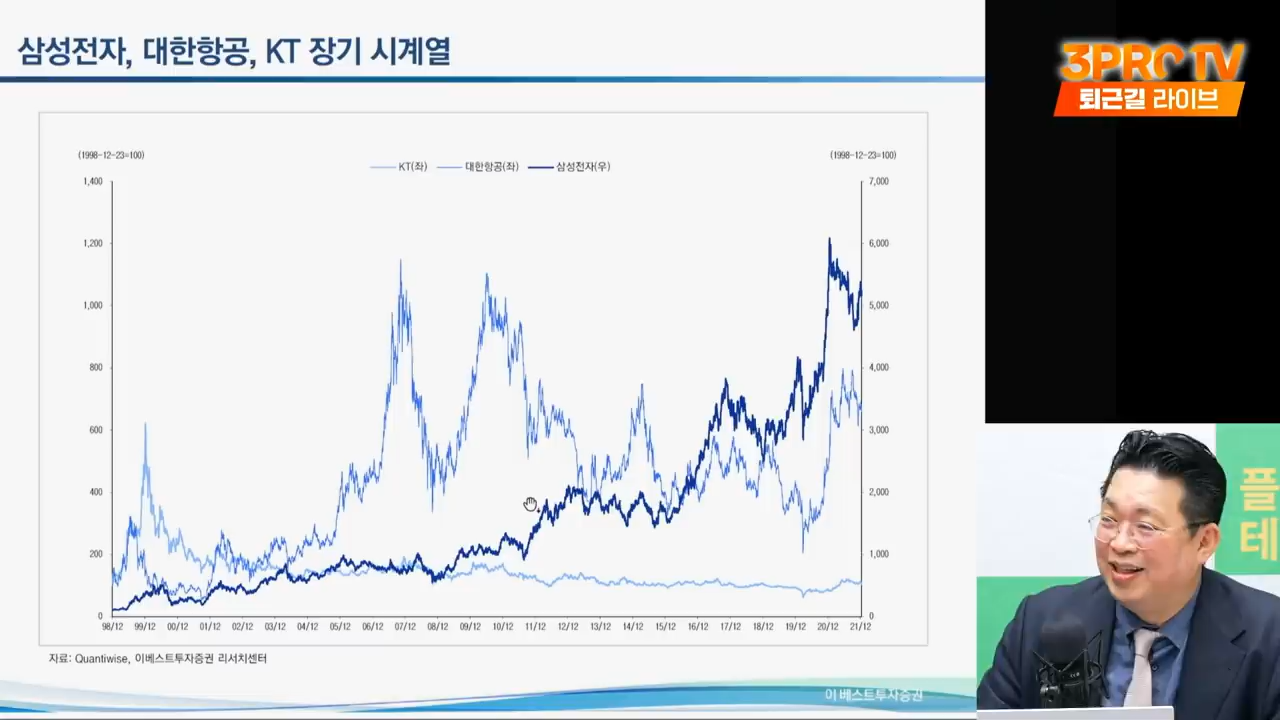 삼성전자, 대한항공, KT 장기 시계열
3PRO TV
퇴근길 라이브
(1998-12-23=100)
(1998-12-23=100)
KT(좌) 대한항공(좌) 삼성전자(우)
1,400
1,200
1,000
800
600
400
200
0
7,000
6,000
5,000
4,000
3,000
2,000
1,000
0
98/12 99/12 00/12 01/12 02/12 03/12 04/12 05/12 06/12 07/12 08/12 09/12 10/12 11/12 12/12 13/12 14/12 15/12 16/12 17/12 18/12 19/12 20/12 21/12
자료: Quantiwise, 이베스트투자증권 리서치센터
이베스트투자증권
플
테